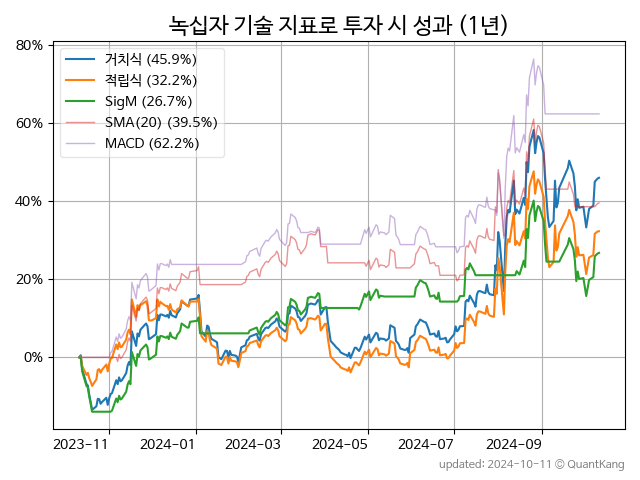 녹십자 기술 지표로 투자 시 성과 (1년)
80%
60%
40%
20%
0%
거치식 (45.9%)
적립식 (32.2%)
SigM (26.7%)
SMA(20) (39.5%)
MACD (62.2%)
2023-11
2024-01
2024-03
2024-05
2024-07
2024-09
updated: 2024-10-11 © QuantKang